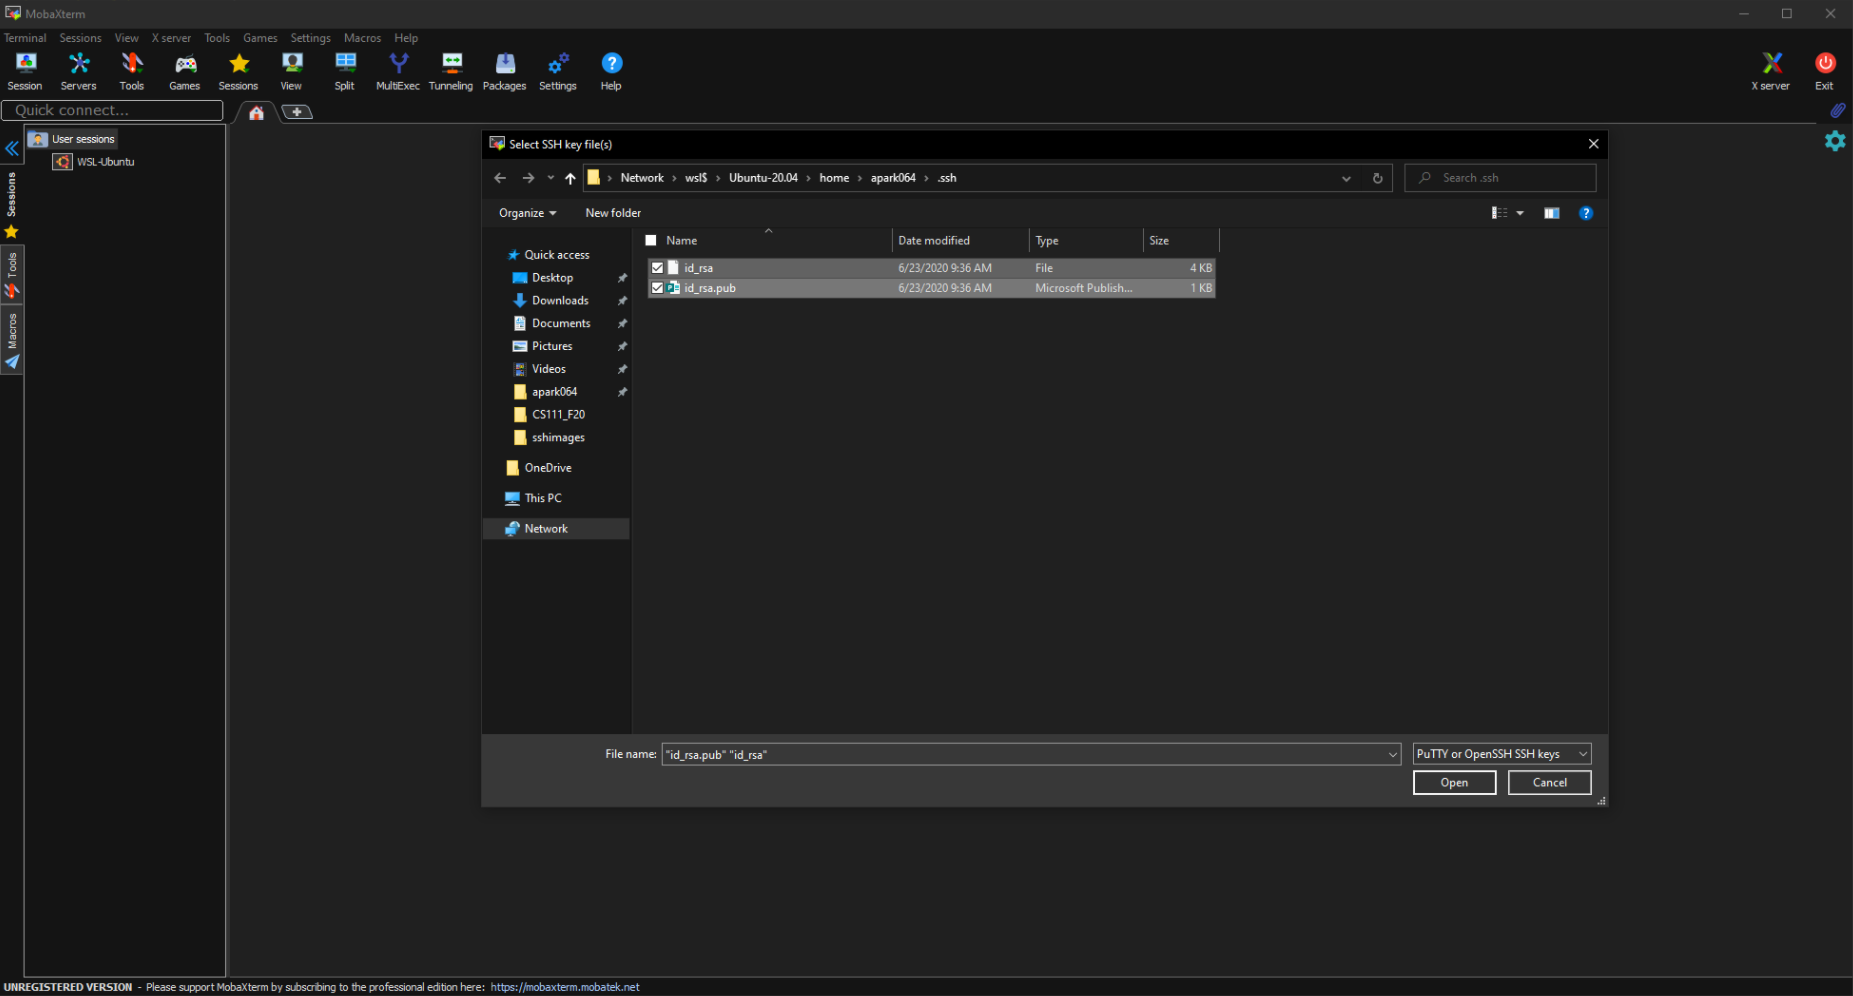 MobaXterm
Terminal Sessions View X server Tools Games Settings Macros Help
Session Servers Tools Games Sessions View Split MultiExec Tunneling Packages Settings Help X server Exit
Quick connect...
User sessions
WSL-Ubuntu
Sessions
Tools
Macros
Select SSH key file(s)
Network > wsl$ > Ubuntu-20.04 > home > apark064 > .ssh
Search .ssh
Organize New folder
Name Date modified Type Size
id_rsa 6/23/2020 9:36 AM File 4 KB
id_rsa.pub 6/23/2020 9:36 AM Microsoft Publish... 1 KB
Quick access
Desktop
Downloads
Documents
Pictures
Videos
apark064
CS111_F20
sshimages
OneDrive
This PC
Network
File name: "id_rsa.pub" "id_rsa"
PuTTY or OpenSSH SSH keys
Open Cancel
UNREGISTERED VERSION - Please support MobaXterm by subscribing to the professional edition here: https://mobaxterm.mobatek.net